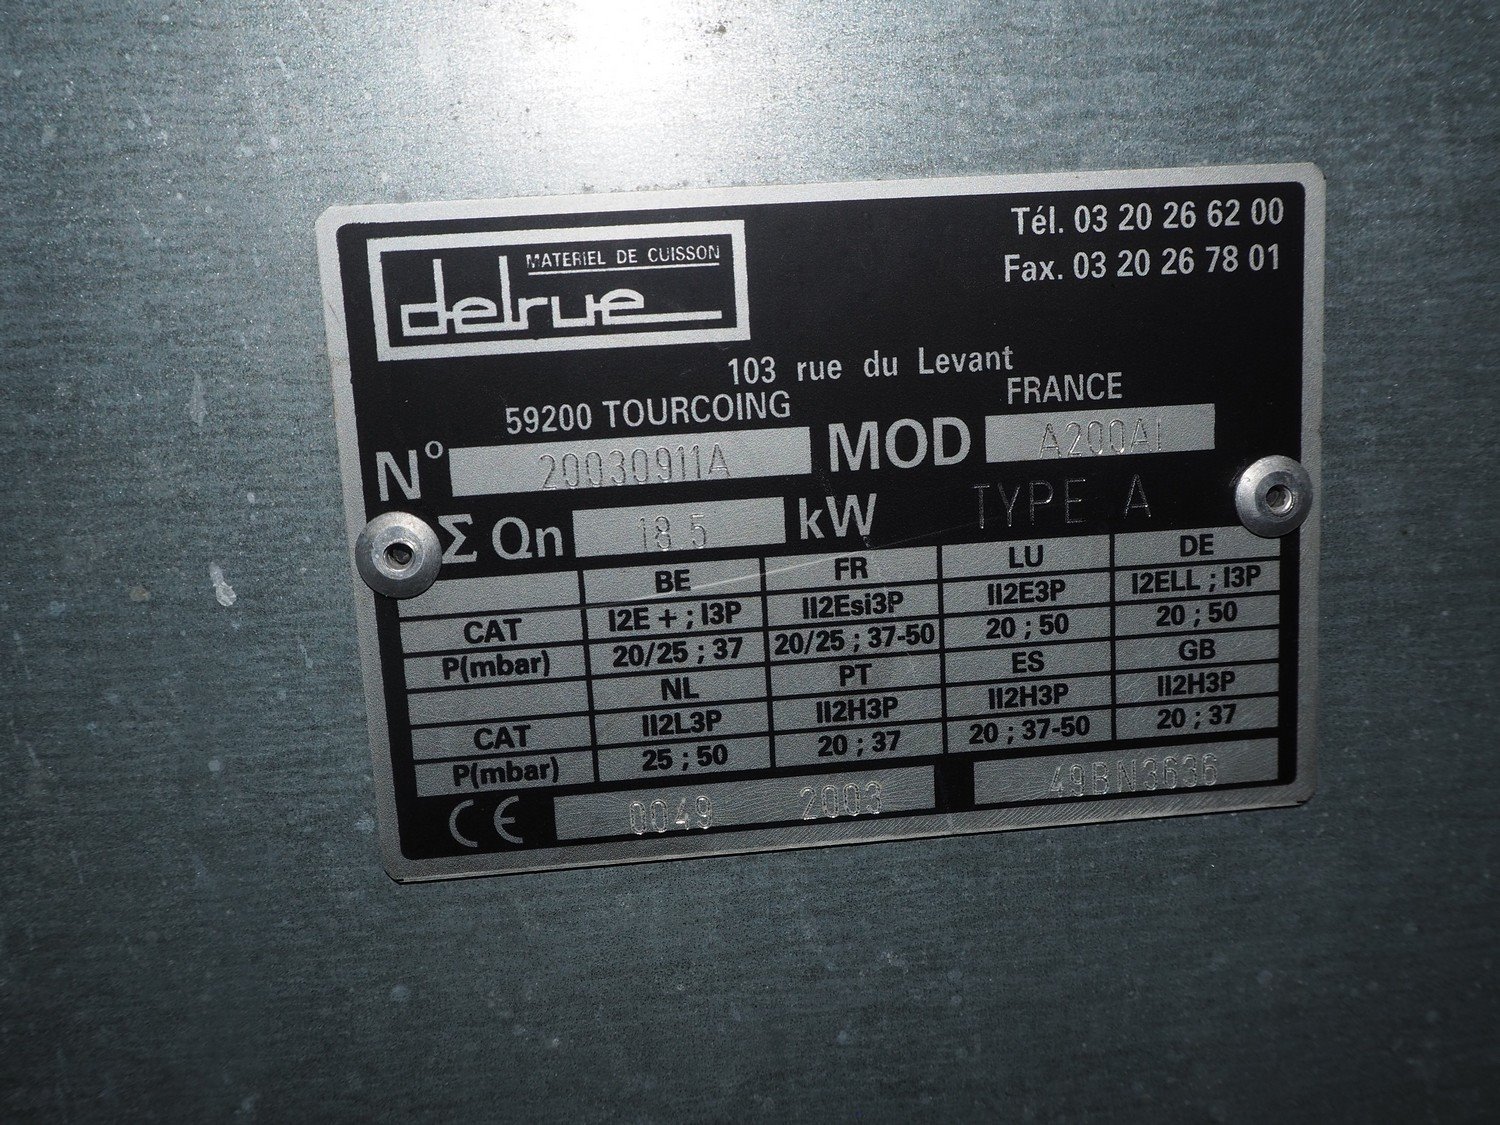 MATERIEL DE CUISSON
delrue
Tél. 03 20 26 62 00
Fax. 03 20 26 78 01
103 rue du Levant
59200 TOURCOING FRANCE
N° 20030911A MOD A200AI
Σ Qn 18.5 kW TYPE A
BE FR LU DE
CAT I2E + ; I3P II2Esi3P II2E3P I2ELL ; I3P
P(mbar) 20/25 ; 37 20/25 ; 37-50 20 ; 50 20 ; 50
NL PT ES GB
CAT II2L3P II2H3P II2H3P II2H3P
P(mbar) 25 ; 50 20 ; 37 20 ; 37-50 20 ; 37
CE 0049 2003 49BN3636